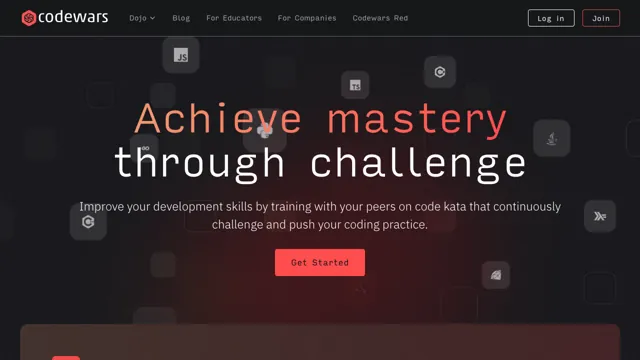 codewars
Dojo
Blog
For Educators
For Companies
Codewars Red
Log in
Join
JS
TS
GO
Achieve mastery
through challenge
Improve your development skills by training with your peers on code kata that continuously
challenge and push your coding practice.
Get Started